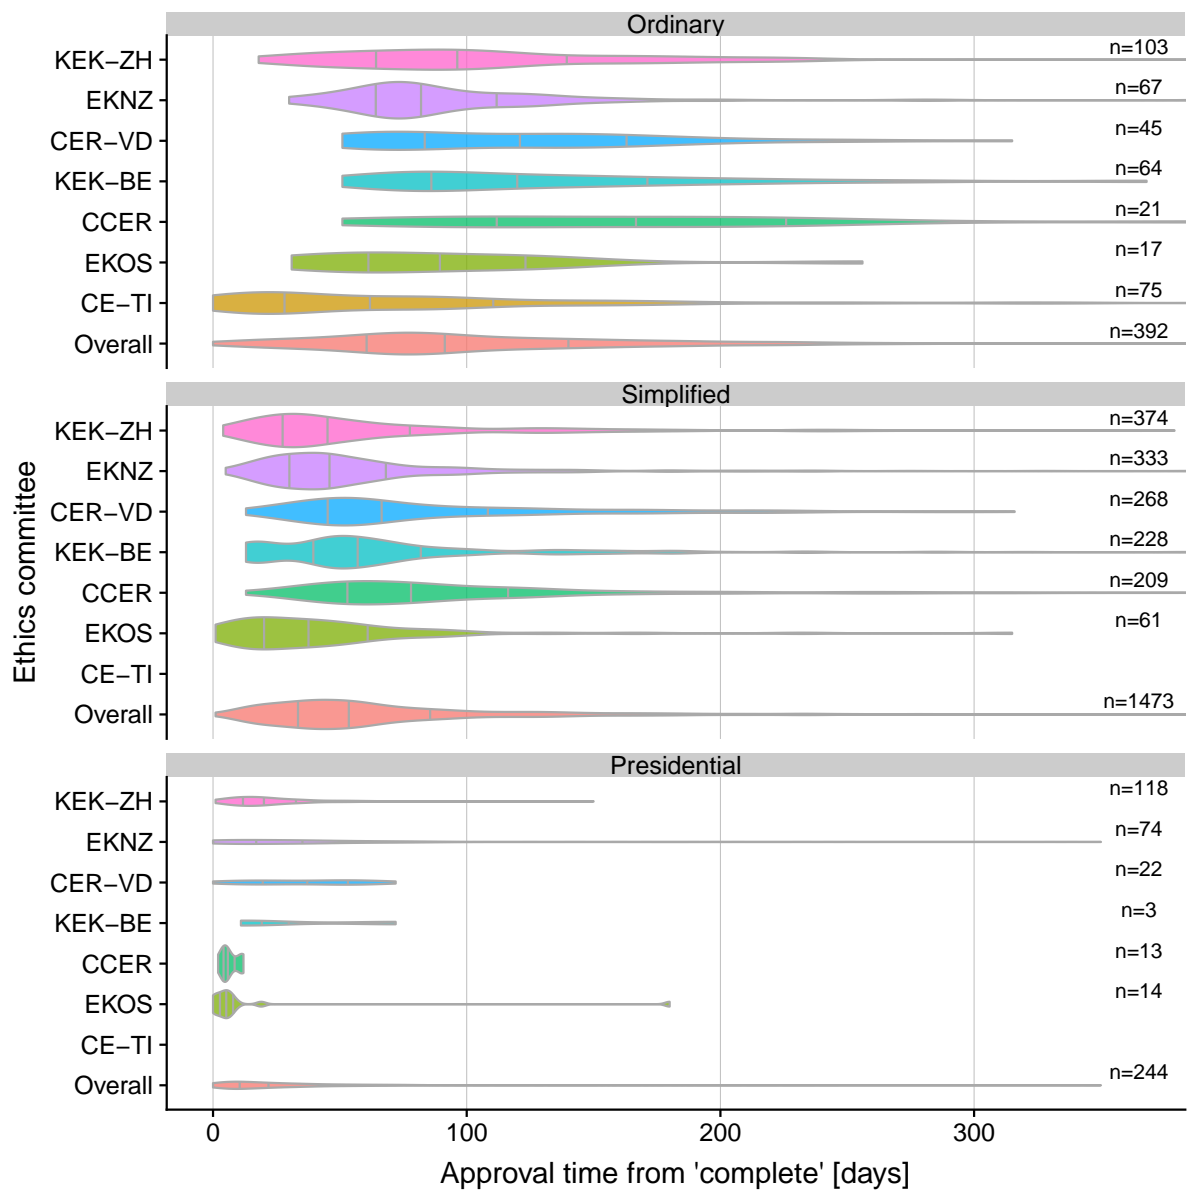 Ordinary
KEK−ZH n=103
EKNZ n=67
CER−VD n=45
KEK−BE n=64
CCER n=21
EKOS n=17
CE−TI n=75
Overall n=392
Simplified
KEK−ZH n=374
EKNZ n=333
CER−VD n=268
KEK−BE n=228
CCER n=209
EKOS n=61
CE−TI
Overall n=1473
Presidential
KEK−ZH n=118
EKNZ n=74
CER−VD n=22
KEK−BE n=3
CCER n=13
EKOS n=14
CE−TI
Overall n=244
Ethics committee
0 100 200 300
Approval time from 'complete' [days]